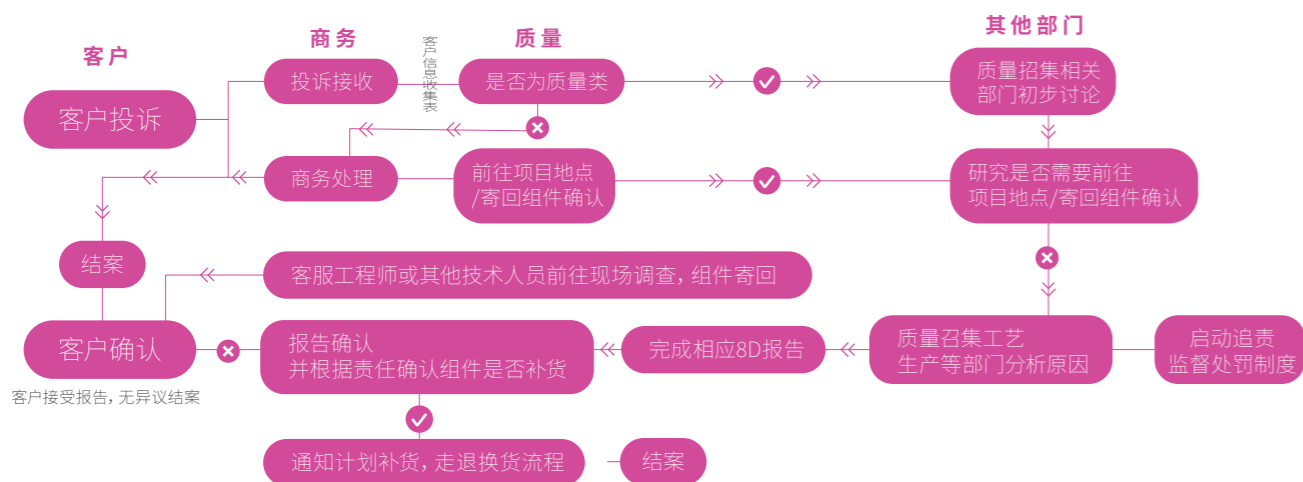 客户
商务
质量
其他部门
客户投诉
投诉接收
客户信息收集表
是否为质量类
质量招集相关
部门初步讨论
商务处理
前往项目地点
/寄回组件确认
研究是否需要前往
项目地点/寄回组件确认
结案
客服工程师或其他技术人员前往现场调查，组件寄回
客户确认
客户接受报告，无异议结案
报告确认
并根据责任确认组件是否补货
完成相应8D报告
质量召集工艺
生产等部门分析原因
启动追责
监督处罚制度
通知计划补货，走退换货流程
结案